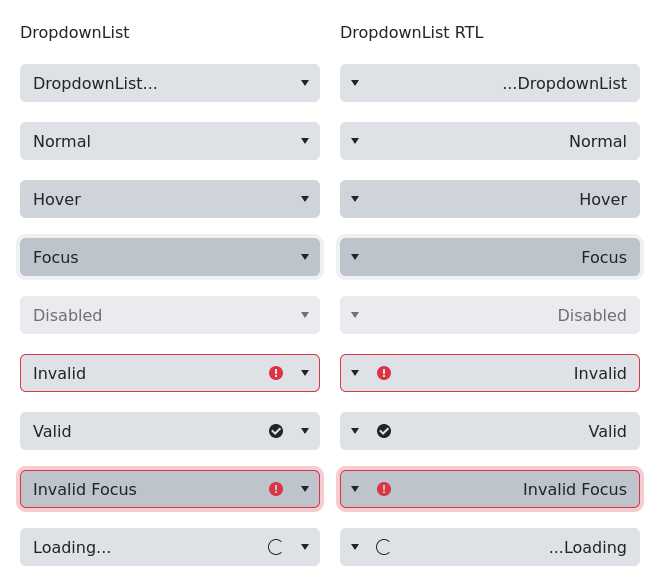 DropdownList
DropdownList RTL
DropdownList...
...DropdownList
Normal
Normal
Hover
Hover
Focus
Focus
Disabled
Disabled
Invalid
Invalid
Valid
Valid
Invalid Focus
Invalid Focus
Loading...
...Loading